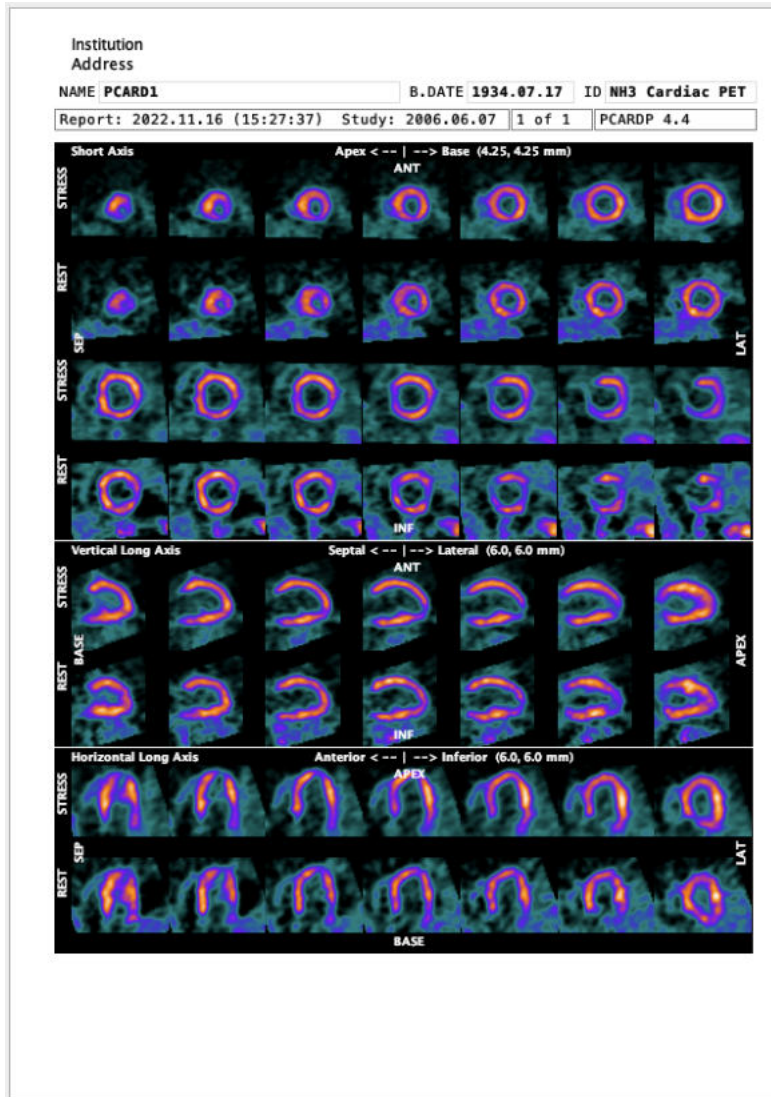 Institution
Address
NAME PCARD1 B.DATE 1934.07.17 ID NH3 Cardiac PET
Report: 2022.11.16 (15:27:37) Study: 2006.06.07 1 of 1 PCARDP 4.4
Short Axis Apex < -- | --> Base (4.25, 4.25 mm)
ANT
STRESS
REST
SEP LAT
STRESS
REST
INF
Vertical Long Axis Septal < -- | --> Lateral (6.0, 6.0 mm)
ANT
STRESS
BASE APEX
REST
INF
Horizontal Long Axis Anterior < -- | --> Inferior (6.0, 6.0 mm)
APEX
STRESS
SEP LAT
REST
BASE